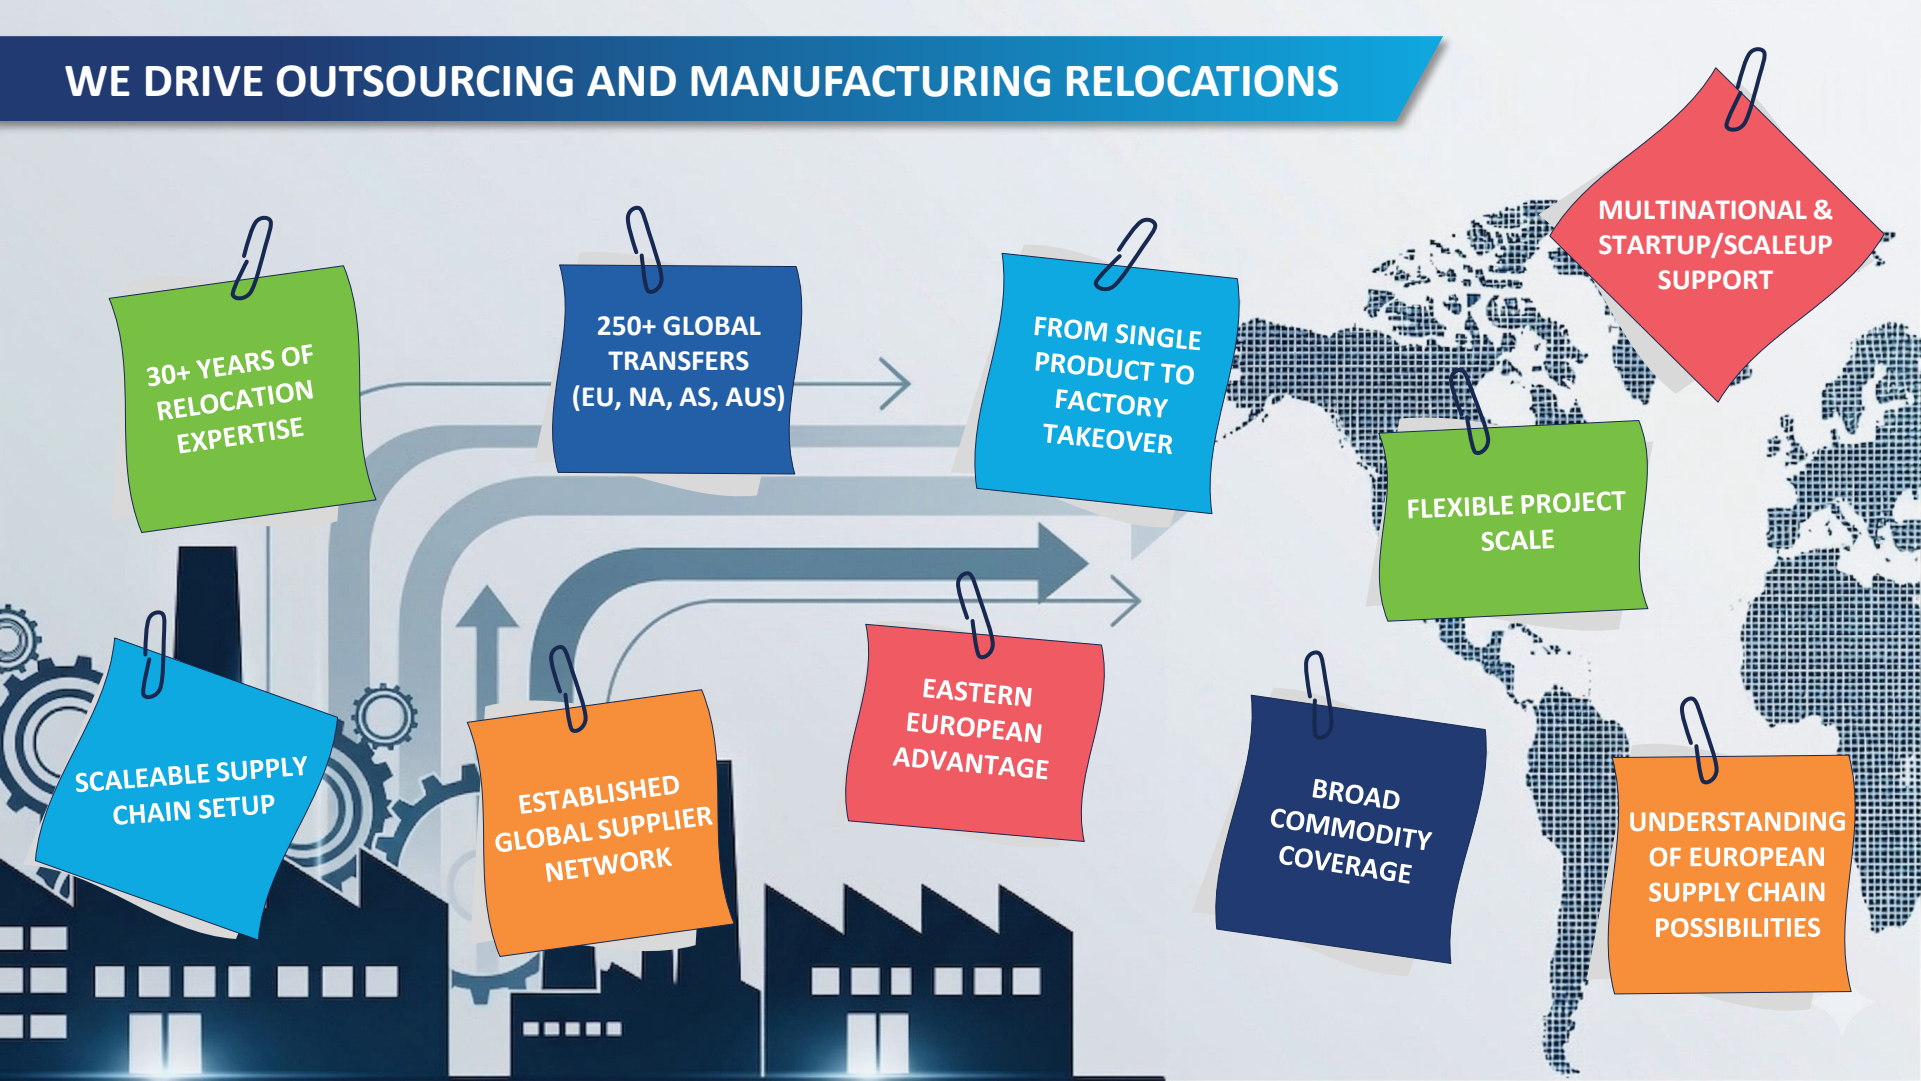 WE DRIVE OUTSOURCING AND MANUFACTURING RELOCATIONS
MULTINATIONAL &
STARTUP/SCALEUP
SUPPORT
30+ YEARS OF
RELOCATION
EXPERTISE
250+ GLOBAL
TRANSFERS
(EU, NA, AS, AUS)
FROM SINGLE
PRODUCT TO
FACTORY
TAKEOVER
FLEXIBLE PROJECT
SCALE
SCALEABLE SUPPLY
CHAIN SETUP
ESTABLISHED
GLOBAL SUPPLIER
NETWORK
EASTERN
EUROPEAN
ADVANTAGE
BROAD
COMMODITY
COVERAGE
UNDERSTANDING
OF EUROPEAN
SUPPLY CHAIN
POSSIBILITIES